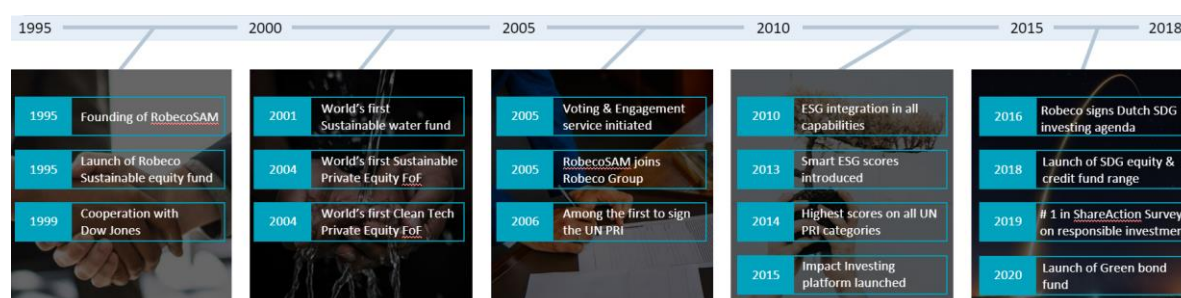 1995
2000
2005
2010
2015
2018
1995
Founding of RobecoSAM
1995
Launch of Robeco
Sustainable equity fund
1999
Cooperation with
Dow Jones
2001
World's first
Sustainable water fund
2004
World's first Sustainable
Private Equity FoF
2004
World's first Clean Tech
Private Equity FoF
2005
Voting & Engagement
service initiated
2005
RobecoSAM joins
Robeco Group
2006
Among the first to sign
the UN PRI
2010
ESG integration in all
capabilities
2013
Smart ESG scores
introduced
2014
Highest scores on all UN
PRI categories
2015
Impact Investing
platform launched
2016
Robeco signs Dutch SDG
investing agenda
2018
Launch of SDG equity &
credit fund range
2019
# 1 in ShareAction Survey
on responsible investmen
2020
Launch of Green bond
fund